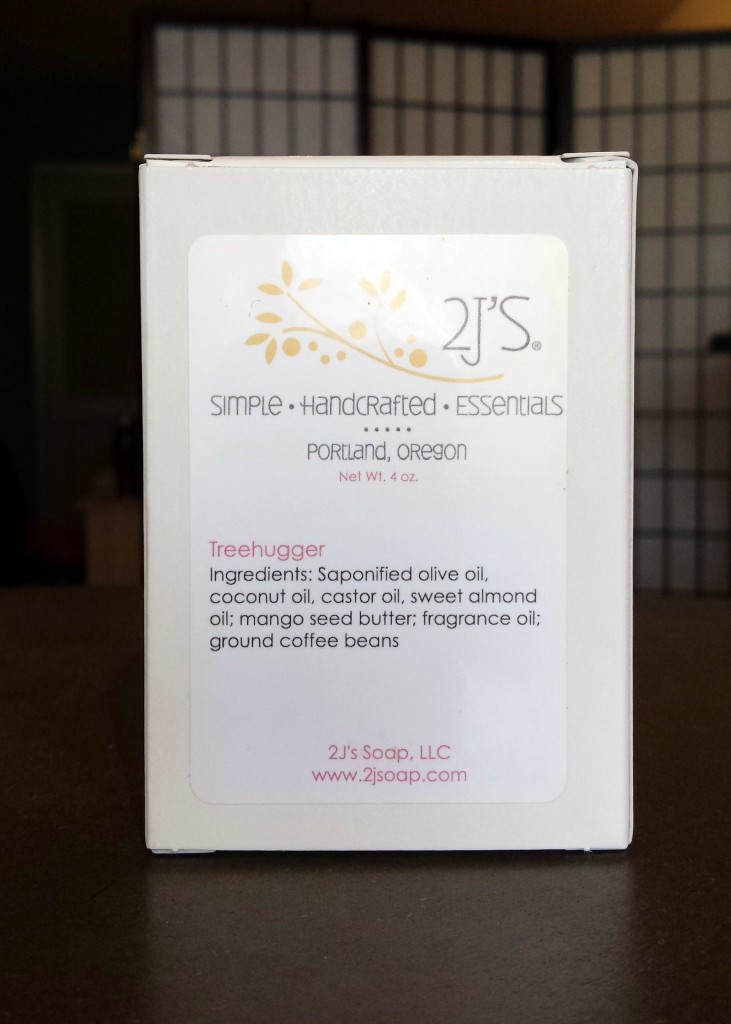 2J'S®
SIMPLE • HANDCRAFTED • ESSENTIALS
• • • • •
PORTLAND, OREGON
Net Wt. 4 oz.
Treehugger
Ingredients: Saponified olive oil,
coconut oil, castor oil, sweet almond
oil; mango seed butter; fragrance oil;
ground coffee beans
2J's Soap, LLC
www.2jsoap.com